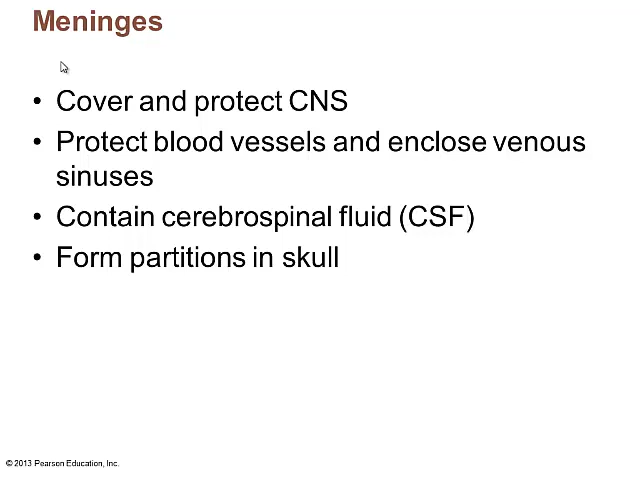 Meninges
• Cover and protect CNS
• Protect blood vessels and enclose venous
sinuses
• Contain cerebrospinal fluid (CSF)
• Form partitions in skull
© 2013 Pearson Education, Inc.